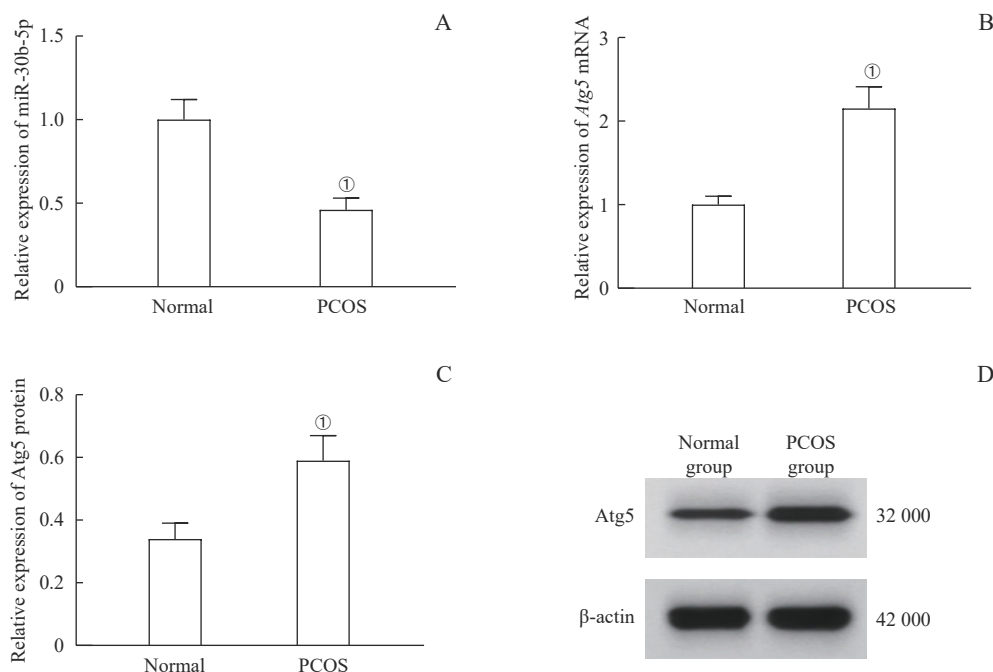 A
Relative expression of miR-30b-5p
1.5
1.0
0.5
0
①
Normal
PCOS
B
Relative expression of Atg5 mRNA
3
2
1
0
①
Normal
PCOS
C
Relative expression of Atg5 protein
0.8
0.6
0.4
0.2
0
①
Normal
PCOS
D
Normal group
PCOS group
Atg5
32 000
β-actin
42 000